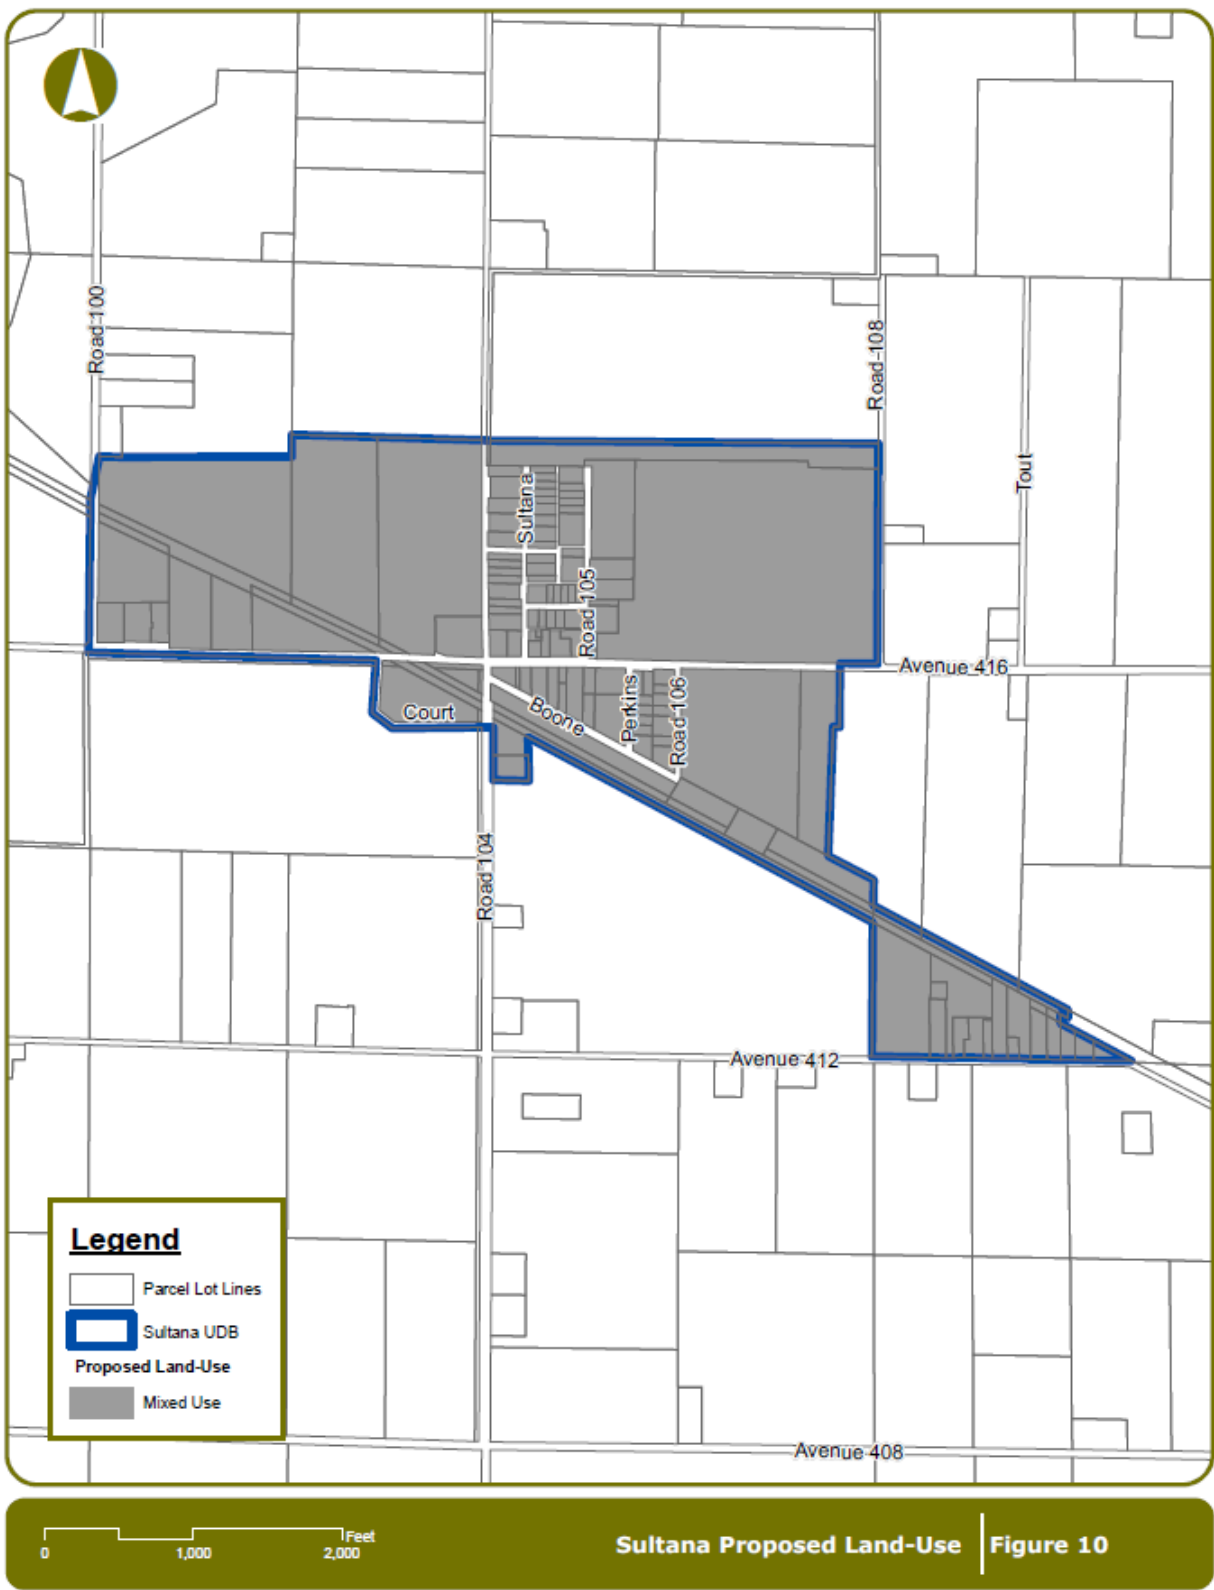 Road 100
Road 108
Tout
Sultana
Road 105
Avenue 416
Perkins
Road 106
Court
Boone
Road 104
Avenue 412
Legend
Parcel Lot Lines
Sultana UDB
Proposed Land-Use
Mixed Use
Avenue 408
Feet
0 1,000 2,000
Sultana Proposed Land-Use Figure 10